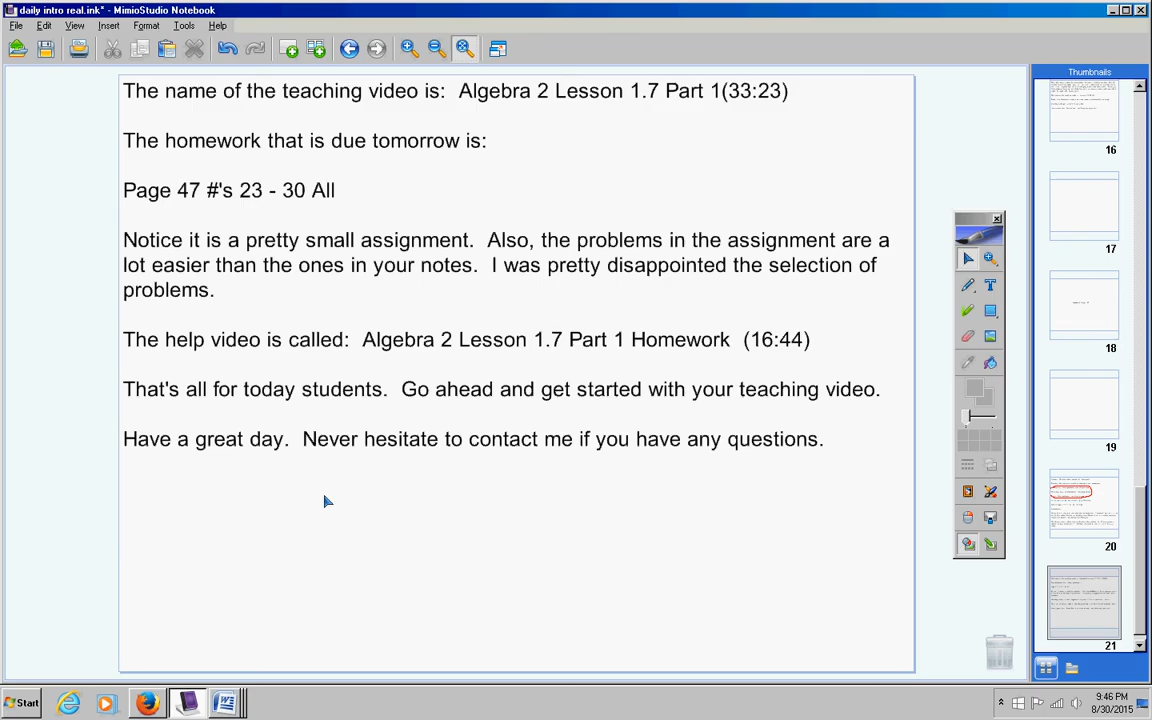 daily intro real.ink* - MimioStudio Notebook
File Edit View Insert Format Tools Help
The name of the teaching video is:  Algebra 2 Lesson 1.7 Part 1(33:23)
The homework that is due tomorrow is:
Page 47 #'s 23 - 30 All
Notice it is a pretty small assignment.  Also, the problems in the assignment are a
lot easier than the ones in your notes.  I was pretty disappointed the selection of
problems.
The help video is called:  Algebra 2 Lesson 1.7 Part 1 Homework  (16:44)
That's all for today students.  Go ahead and get started with your teaching video.
Have a great day.  Never hesitate to contact me if you have any questions.
Thumbnails
16
17
18
19
20
21
Start
9:46 PM
8/30/2015